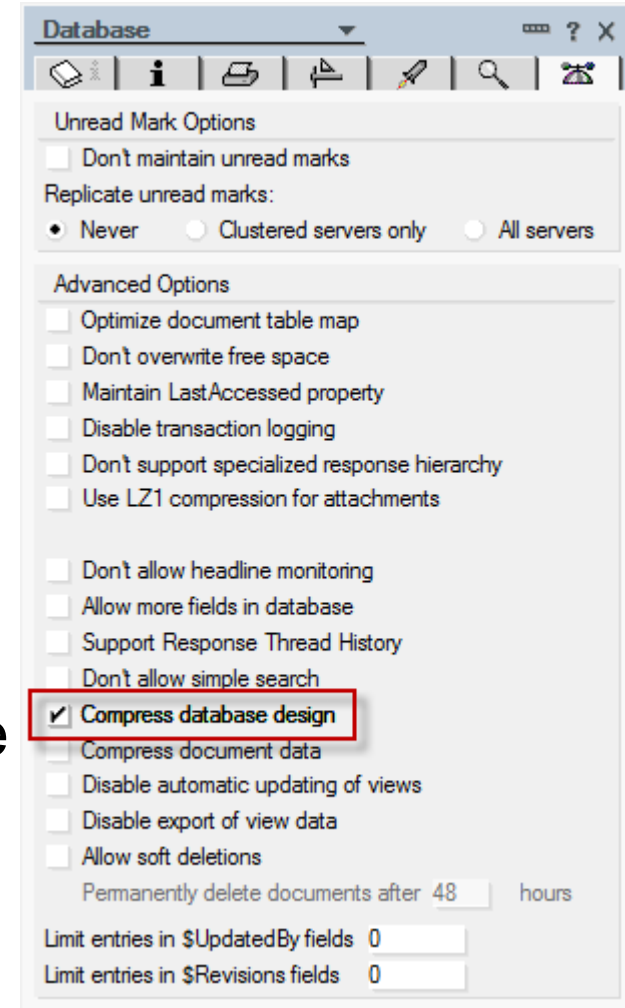 Database ?
i i
Unread Mark Options
Don't maintain unread marks
Replicate unread marks:
Never Clustered servers only All servers
Advanced Options
Optimize document table map
Don't overwrite free space
Maintain LastAccessed property
Disable transaction logging
Don't support specialized response hierarchy
Use LZ1 compression for attachments
Don't allow headline monitoring
Allow more fields in database
Support Response Thread History
Don't allow simple search
Compress database design
e
Compress document data
Disable automatic updating of views
Disable export of view data
Allow soft deletions
Permanently delete documents after 48 hours
Limit entries in $UpdatedBy fields 0
Limit entries in $Revisions fields 0